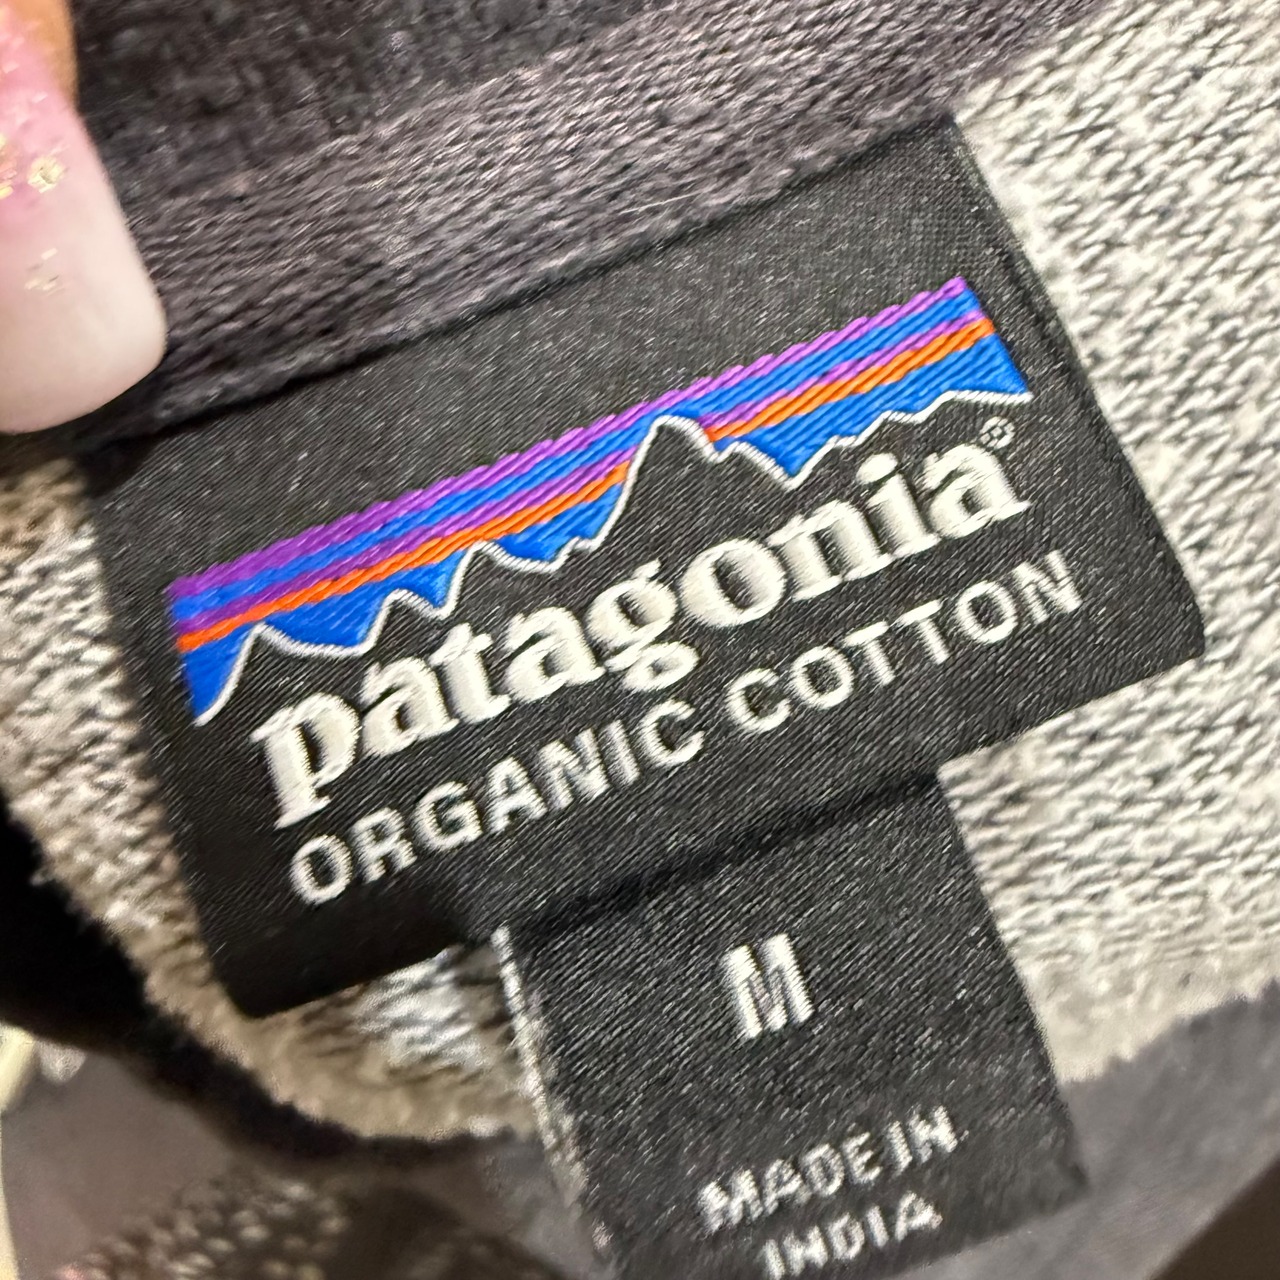 patagonia®
ORGANIC COTTON
M
MADE IN
INDIA